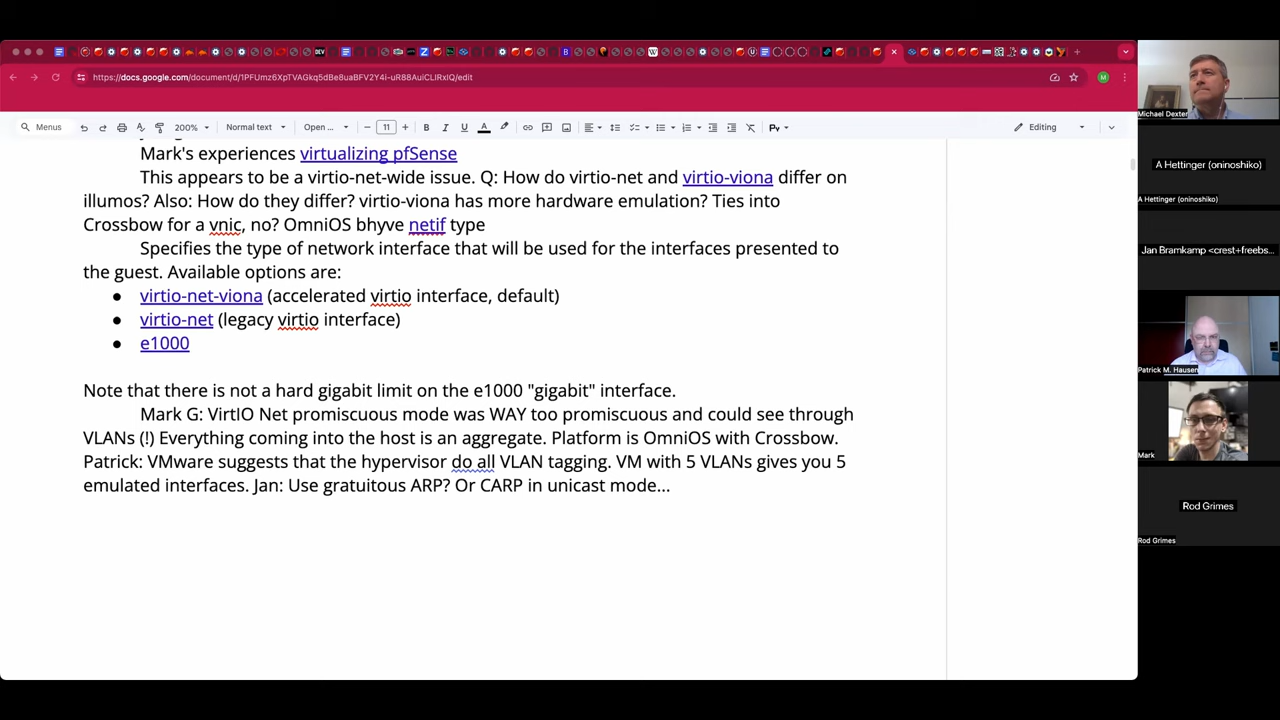 https://docs.google.com/document/d/1PFUmz6XpTVAGkq5dBe8uaBFV2Y4i-uR88AuiCLIRxIQ/edit
Menus
200%
Normal text
Open ...
11
Editing
Mark's experiences virtualizing pfSense
This appears to be a virtio-net-wide issue. Q: How do virtio-net and virtio-viona differ on
illumos? Also: How do they differ? virtio-viona has more hardware emulation? Ties into
Crossbow for a vnic, no? OmniOS bhyve netif type
Specifies the type of network interface that will be used for the interfaces presented to
the guest. Available options are:
● virtio-net-viona (accelerated virtio interface, default)
● virtio-net (legacy virtio interface)
● e1000
Note that there is not a hard gigabit limit on the e1000 "gigabit" interface.
Mark G: VirtIO Net promiscuous mode was WAY too promiscuous and could see through
VLANs (!) Everything coming into the host is an aggregate. Platform is OmniOS with Crossbow.
Patrick: VMware suggests that the hypervisor do all VLAN tagging. VM with 5 VLANs gives you 5
emulated interfaces. Jan: Use gratuitous ARP? Or CARP in unicast mode...
Michael Dexter
A Hettinger (oninoshiko)
A Hettinger (oninoshiko)
Jan Bramkamp <crest+freebs...
Patrick M. Hausen
Mark
Rod Grimes
Rod Grimes